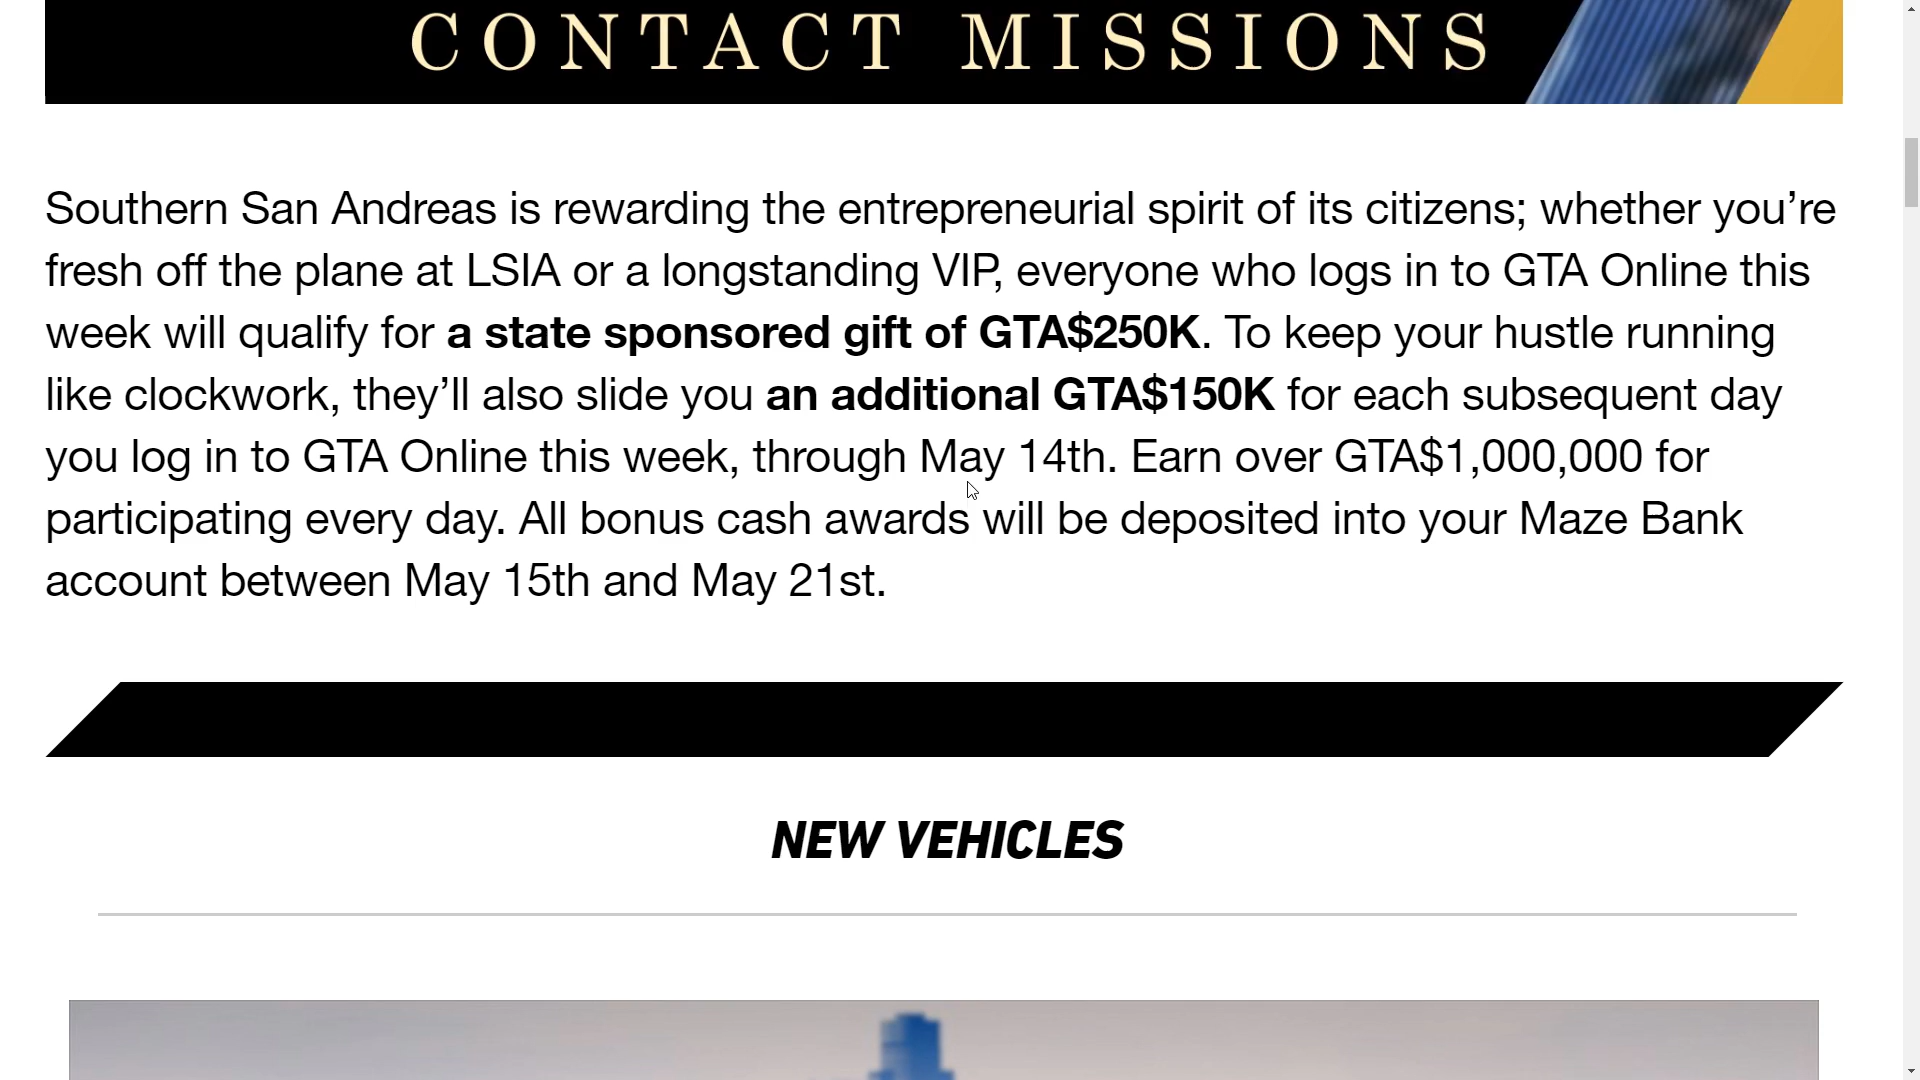 CONTACT MISSIONS
Southern San Andreas is rewarding the entrepreneurial spirit of its citizens; whether you’re
fresh off the plane at LSIA or a longstanding VIP, everyone who logs in to GTA Online this
week will qualify for a state sponsored gift of GTA$250K. To keep your hustle running
like clockwork, they’ll also slide you an additional GTA$150K for each subsequent day
you log in to GTA Online this week, through May 14th. Earn over GTA$1,000,000 for
participating every day. All bonus cash awards will be deposited into your Maze Bank
account between May 15th and May 21st.
NEW VEHICLES